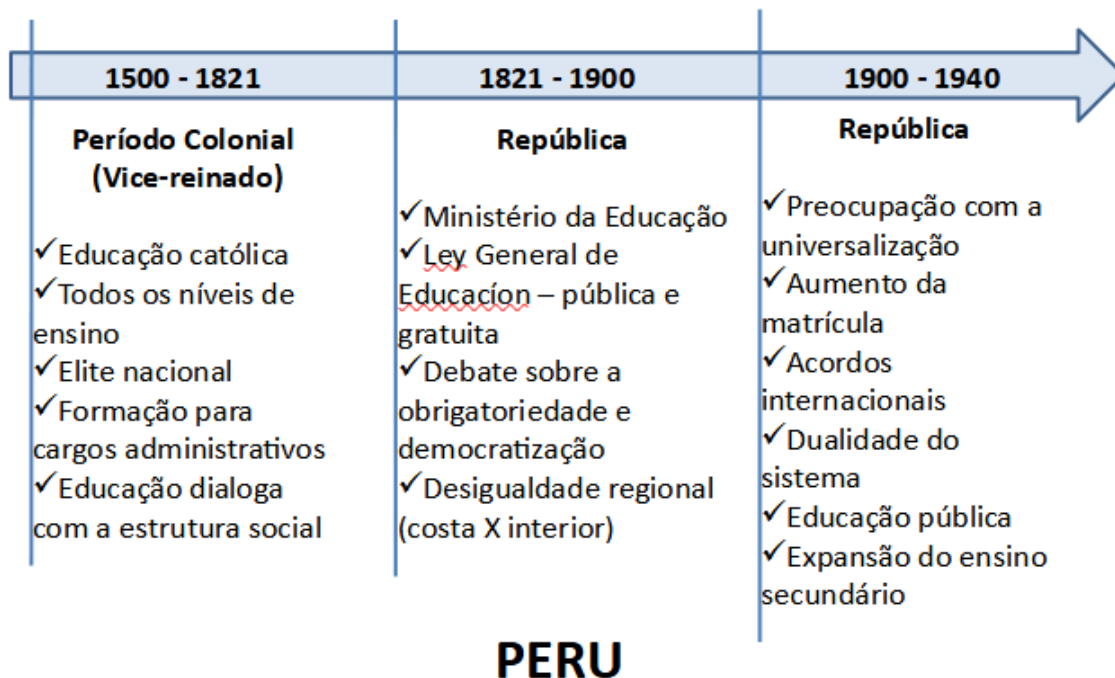 1500 - 1821
Período Colonial
(Vice-reinado)
✓Educação católica
✓Todos os níveis de
ensino
✓Elite nacional
✓Formação para
cargos administrativos
✓Educação dialoga
com a estrutura social
1821 - 1900
República
✓Ministério da Educação
✓Ley General de
Educacíon – pública e
gratuita
✓Debate sobre a
obrigatoriedade e
democratização
✓Desigualdade regional
(costa X interior)
1900 - 1940
República
✓Preocupação com a
universalização
✓Aumento da
matrícula
✓Acordos
internacionais
✓Dualidade do
sistema
✓Educação pública
✓Expansão do ensino
secundário
PERU